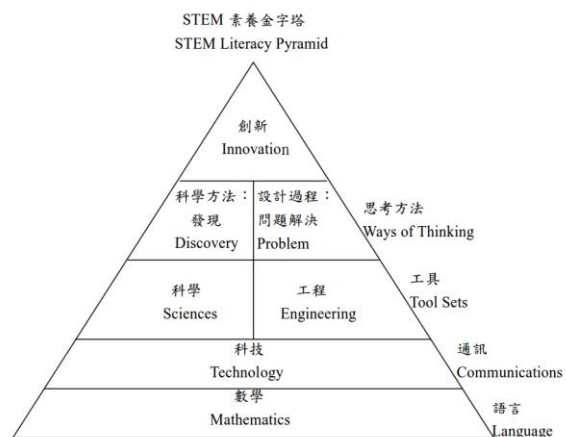 STEM 素養金字塔
STEM Literacy Pyramid
創新
Innovation
科學方法：
發現
Discovery
設計過程：
問題解決
Problem
思考方法
Ways of Thinking
科學
Sciences
工程
Engineering
工具
Tool Sets
科技
Technology
通訊
Communications
數學
Mathematics
語言
Language